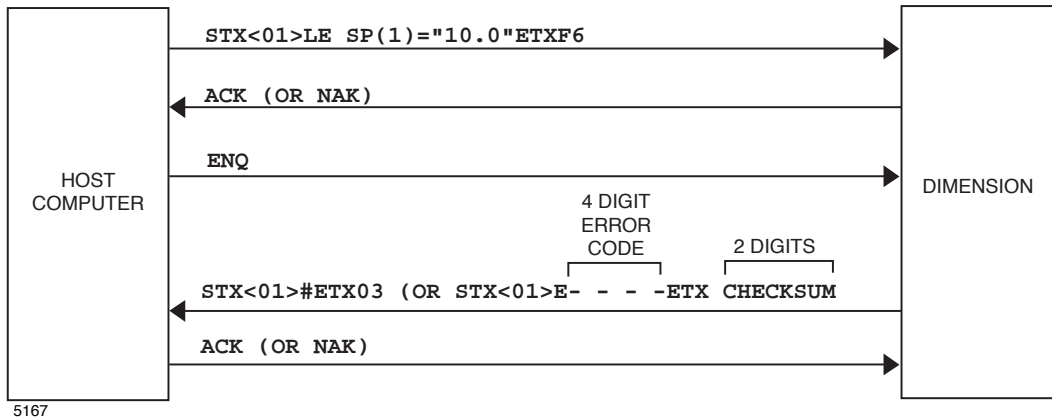 STX<01>LE SP(1)="10.0"ETXF6
ACK (OR NAK)
ENQ
HOST
COMPUTER
DIMENSION
4 DIGIT
ERROR
CODE
2 DIGITS
STX<01>#ETX03 (OR STX<01>E- - - -ETX CHECKSUM
ACK (OR NAK)
5167